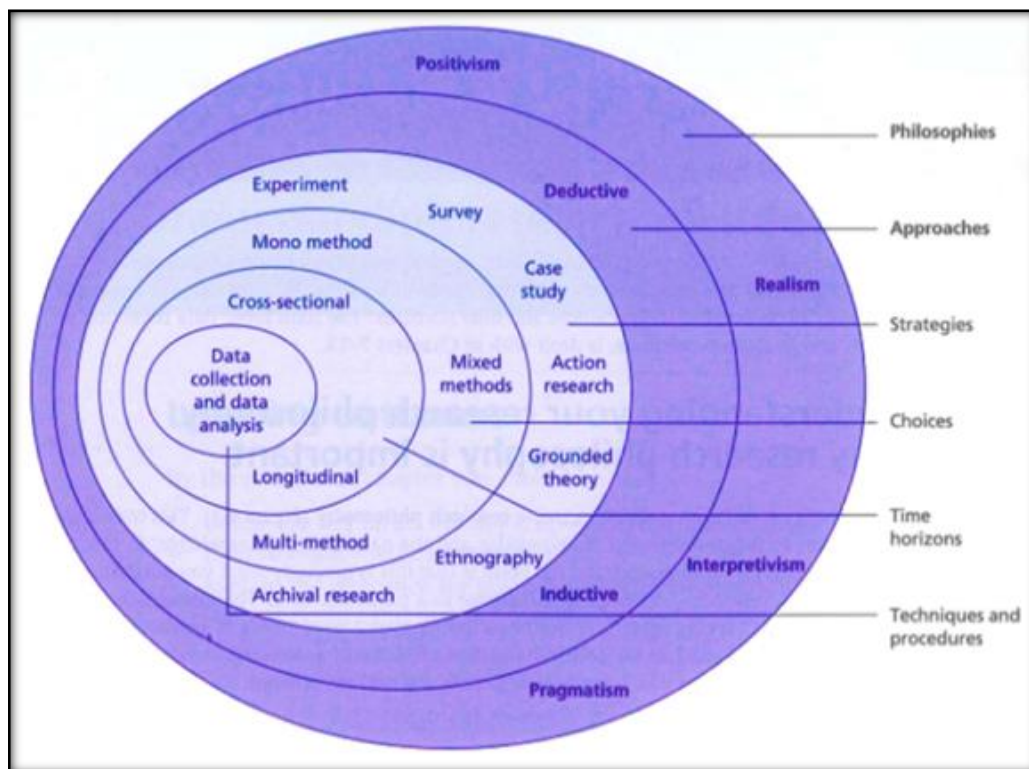 Positivism
Philosophies
Experiment
Deductive
Survey
Approaches
Mono method
Case
study
Realism
Cross-sectional
Strategies
Data
collection
and data
analysis
Mixed
methods
Action
research
Choices
Grounded
theory
Longitudinal
Time
horizons
Multi-method
Ethnography
Interpretivism
Archival research
Inductive
Techniques and
procedures
Pragmatism